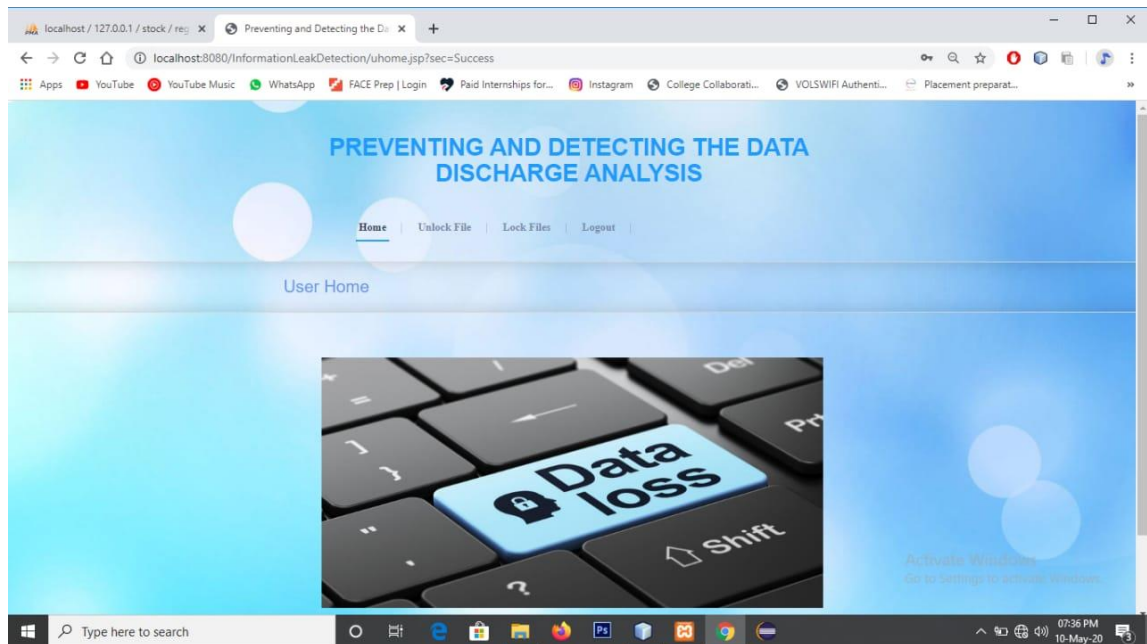 localhost / 127.0.0.1 / stock / reg
Preventing and Detecting the Da
localhost:8080/InformationLeakDetection/uhome.jsp?sec=Success
Apps YouTube YouTube Music WhatsApp FACE Prep | Login Paid Internships for... Instagram College Collaborati... VOLSWIFI Authenti... Placement preparat... »
PREVENTING AND DETECTING THE DATA
DISCHARGE ANALYSIS
Home | Unlock File | Lock Files | Logout |
User Home
Del
Prt
Data
loss
Shift
Activate Windows
Go to Settings to activate Windows.
Type here to search
Ps
07:36 PM
10-May-20
3